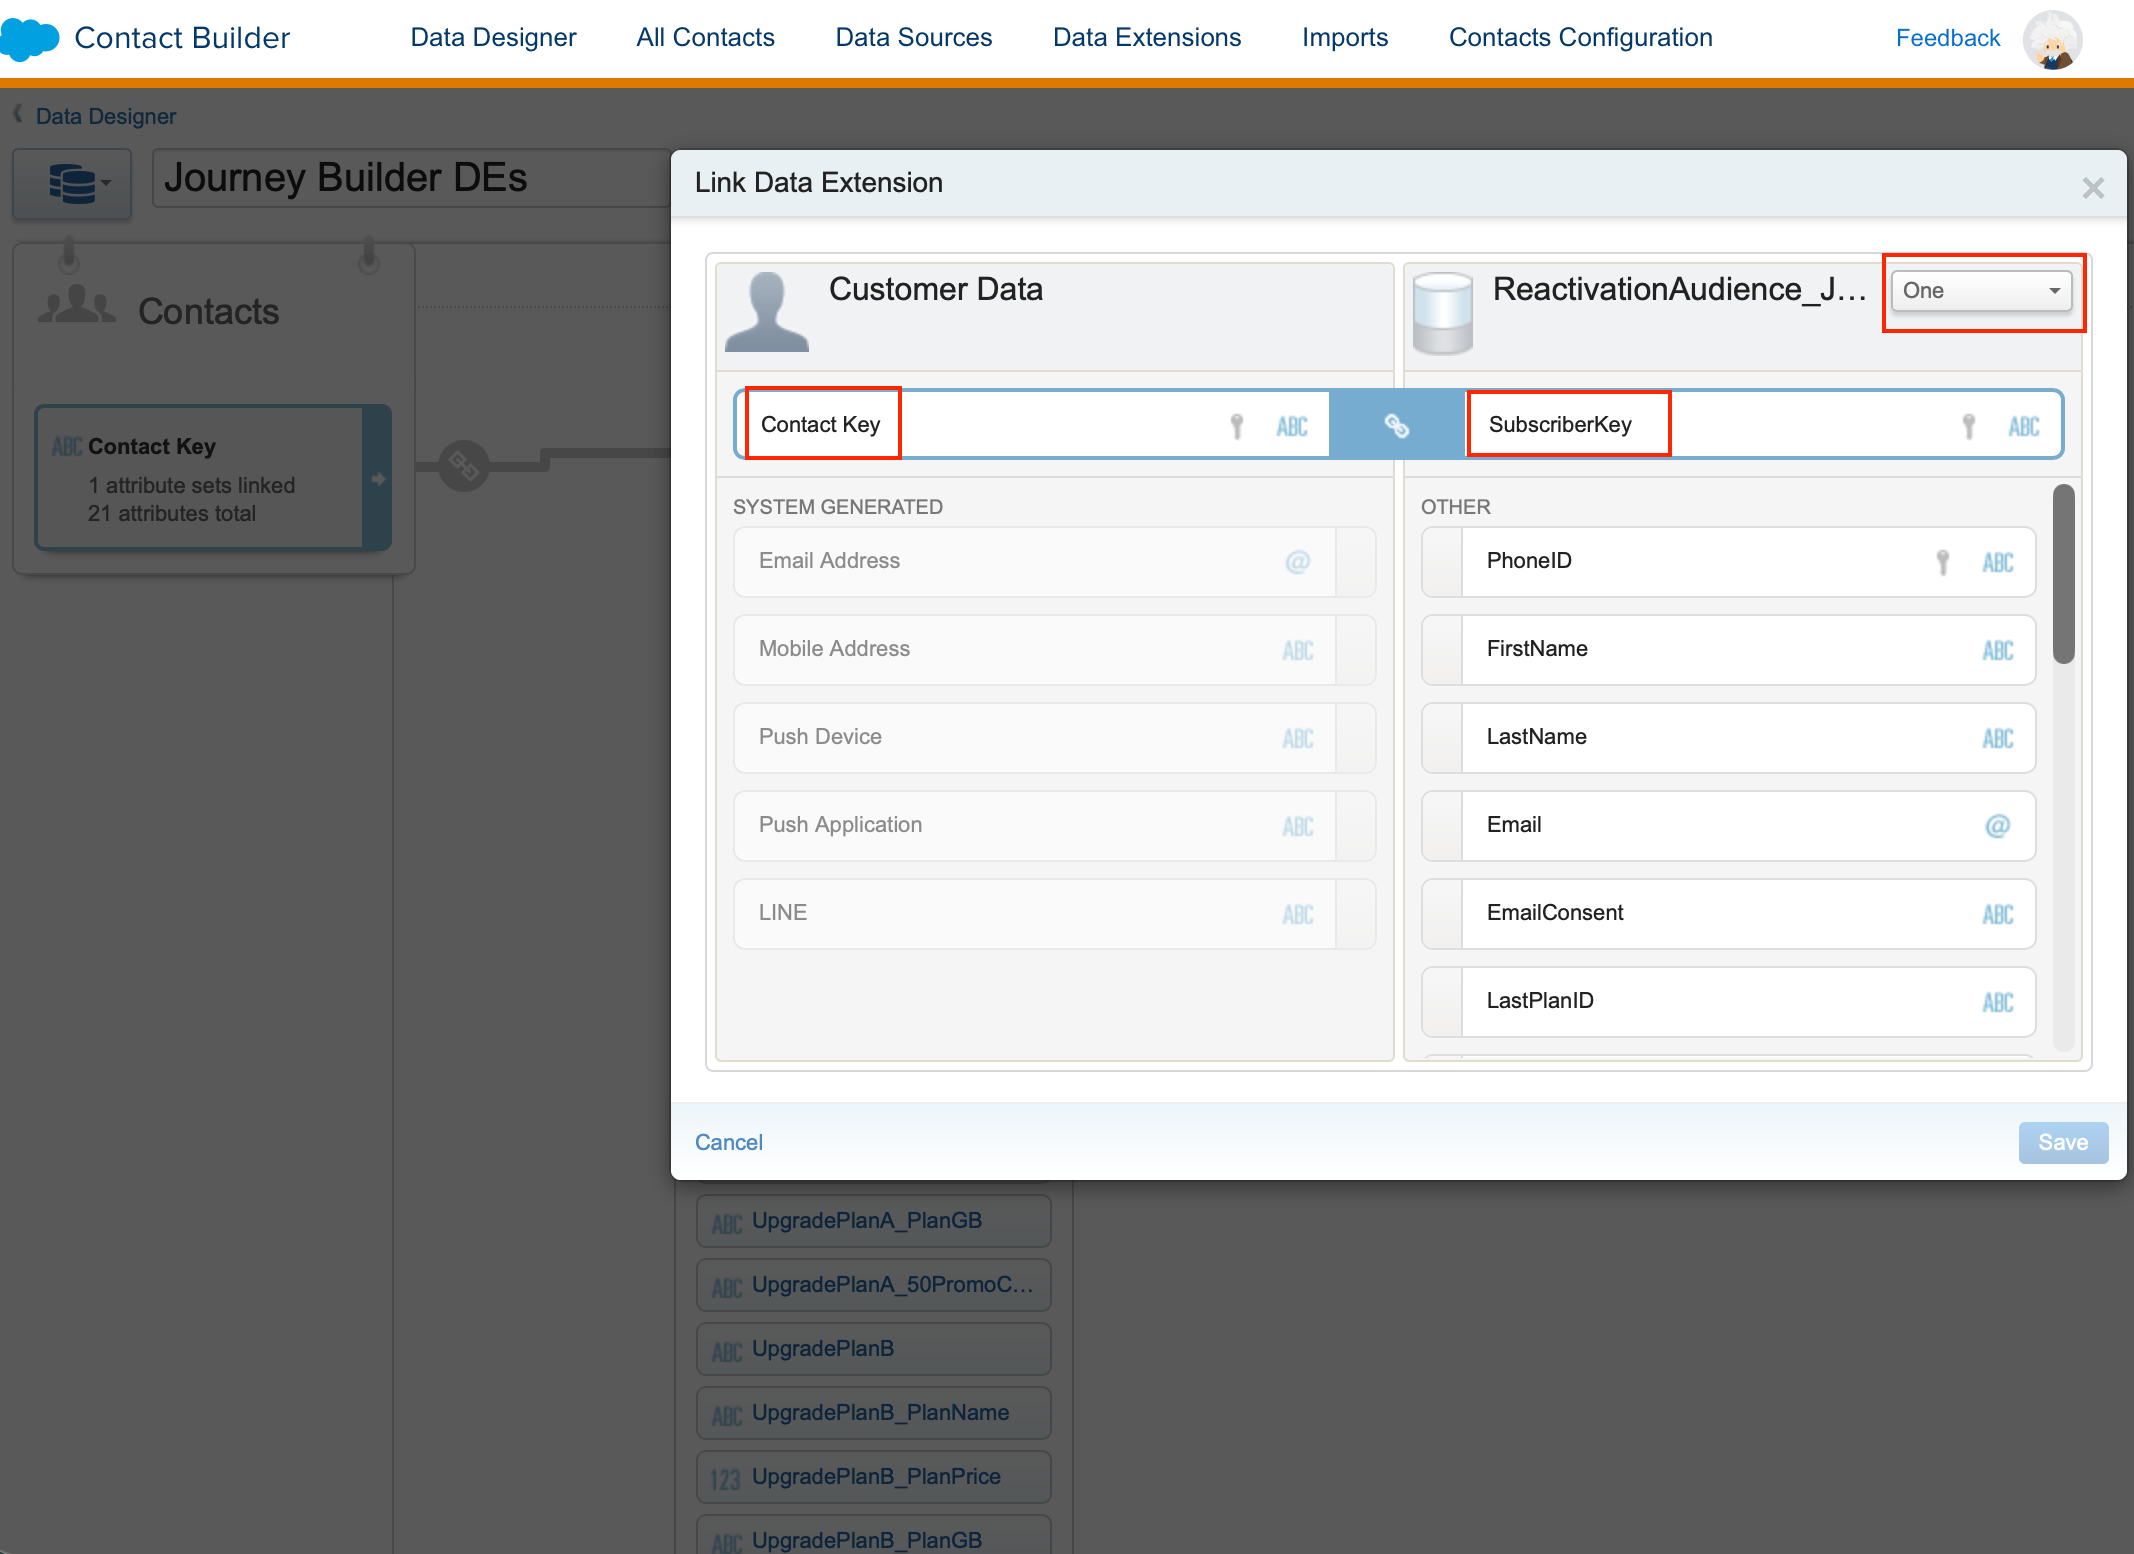 Contact Builder
Data Designer
All Contacts
Data Sources
Data Extensions
Imports
Contacts Configuration
Feedback
Data Designer
Journey Builder DEs
Contacts
ABC Contact Key
1 attribute sets linked
21 attributes total
Link Data Extension
Customer Data
ReactivationAudience_J...
One
Contact Key
ABC
SubscriberKey
ABC
SYSTEM GENERATED
Email Address
@
Mobile Address
ABC
Push Device
ABC
Push Application
ABC
LINE
ABC
OTHER
PhoneID
ABC
FirstName
ABC
LastName
ABC
Email
@
EmailConsent
ABC
LastPlanID
ABC
Cancel
Save
ABC UpgradePlanA_PlanGB
ABC UpgradePlanA_50PromoC...
ABC UpgradePlanB
ABC UpgradePlanB_PlanName
123 UpgradePlanB_PlanPrice
ABC UpgradePlanB_PlanGB